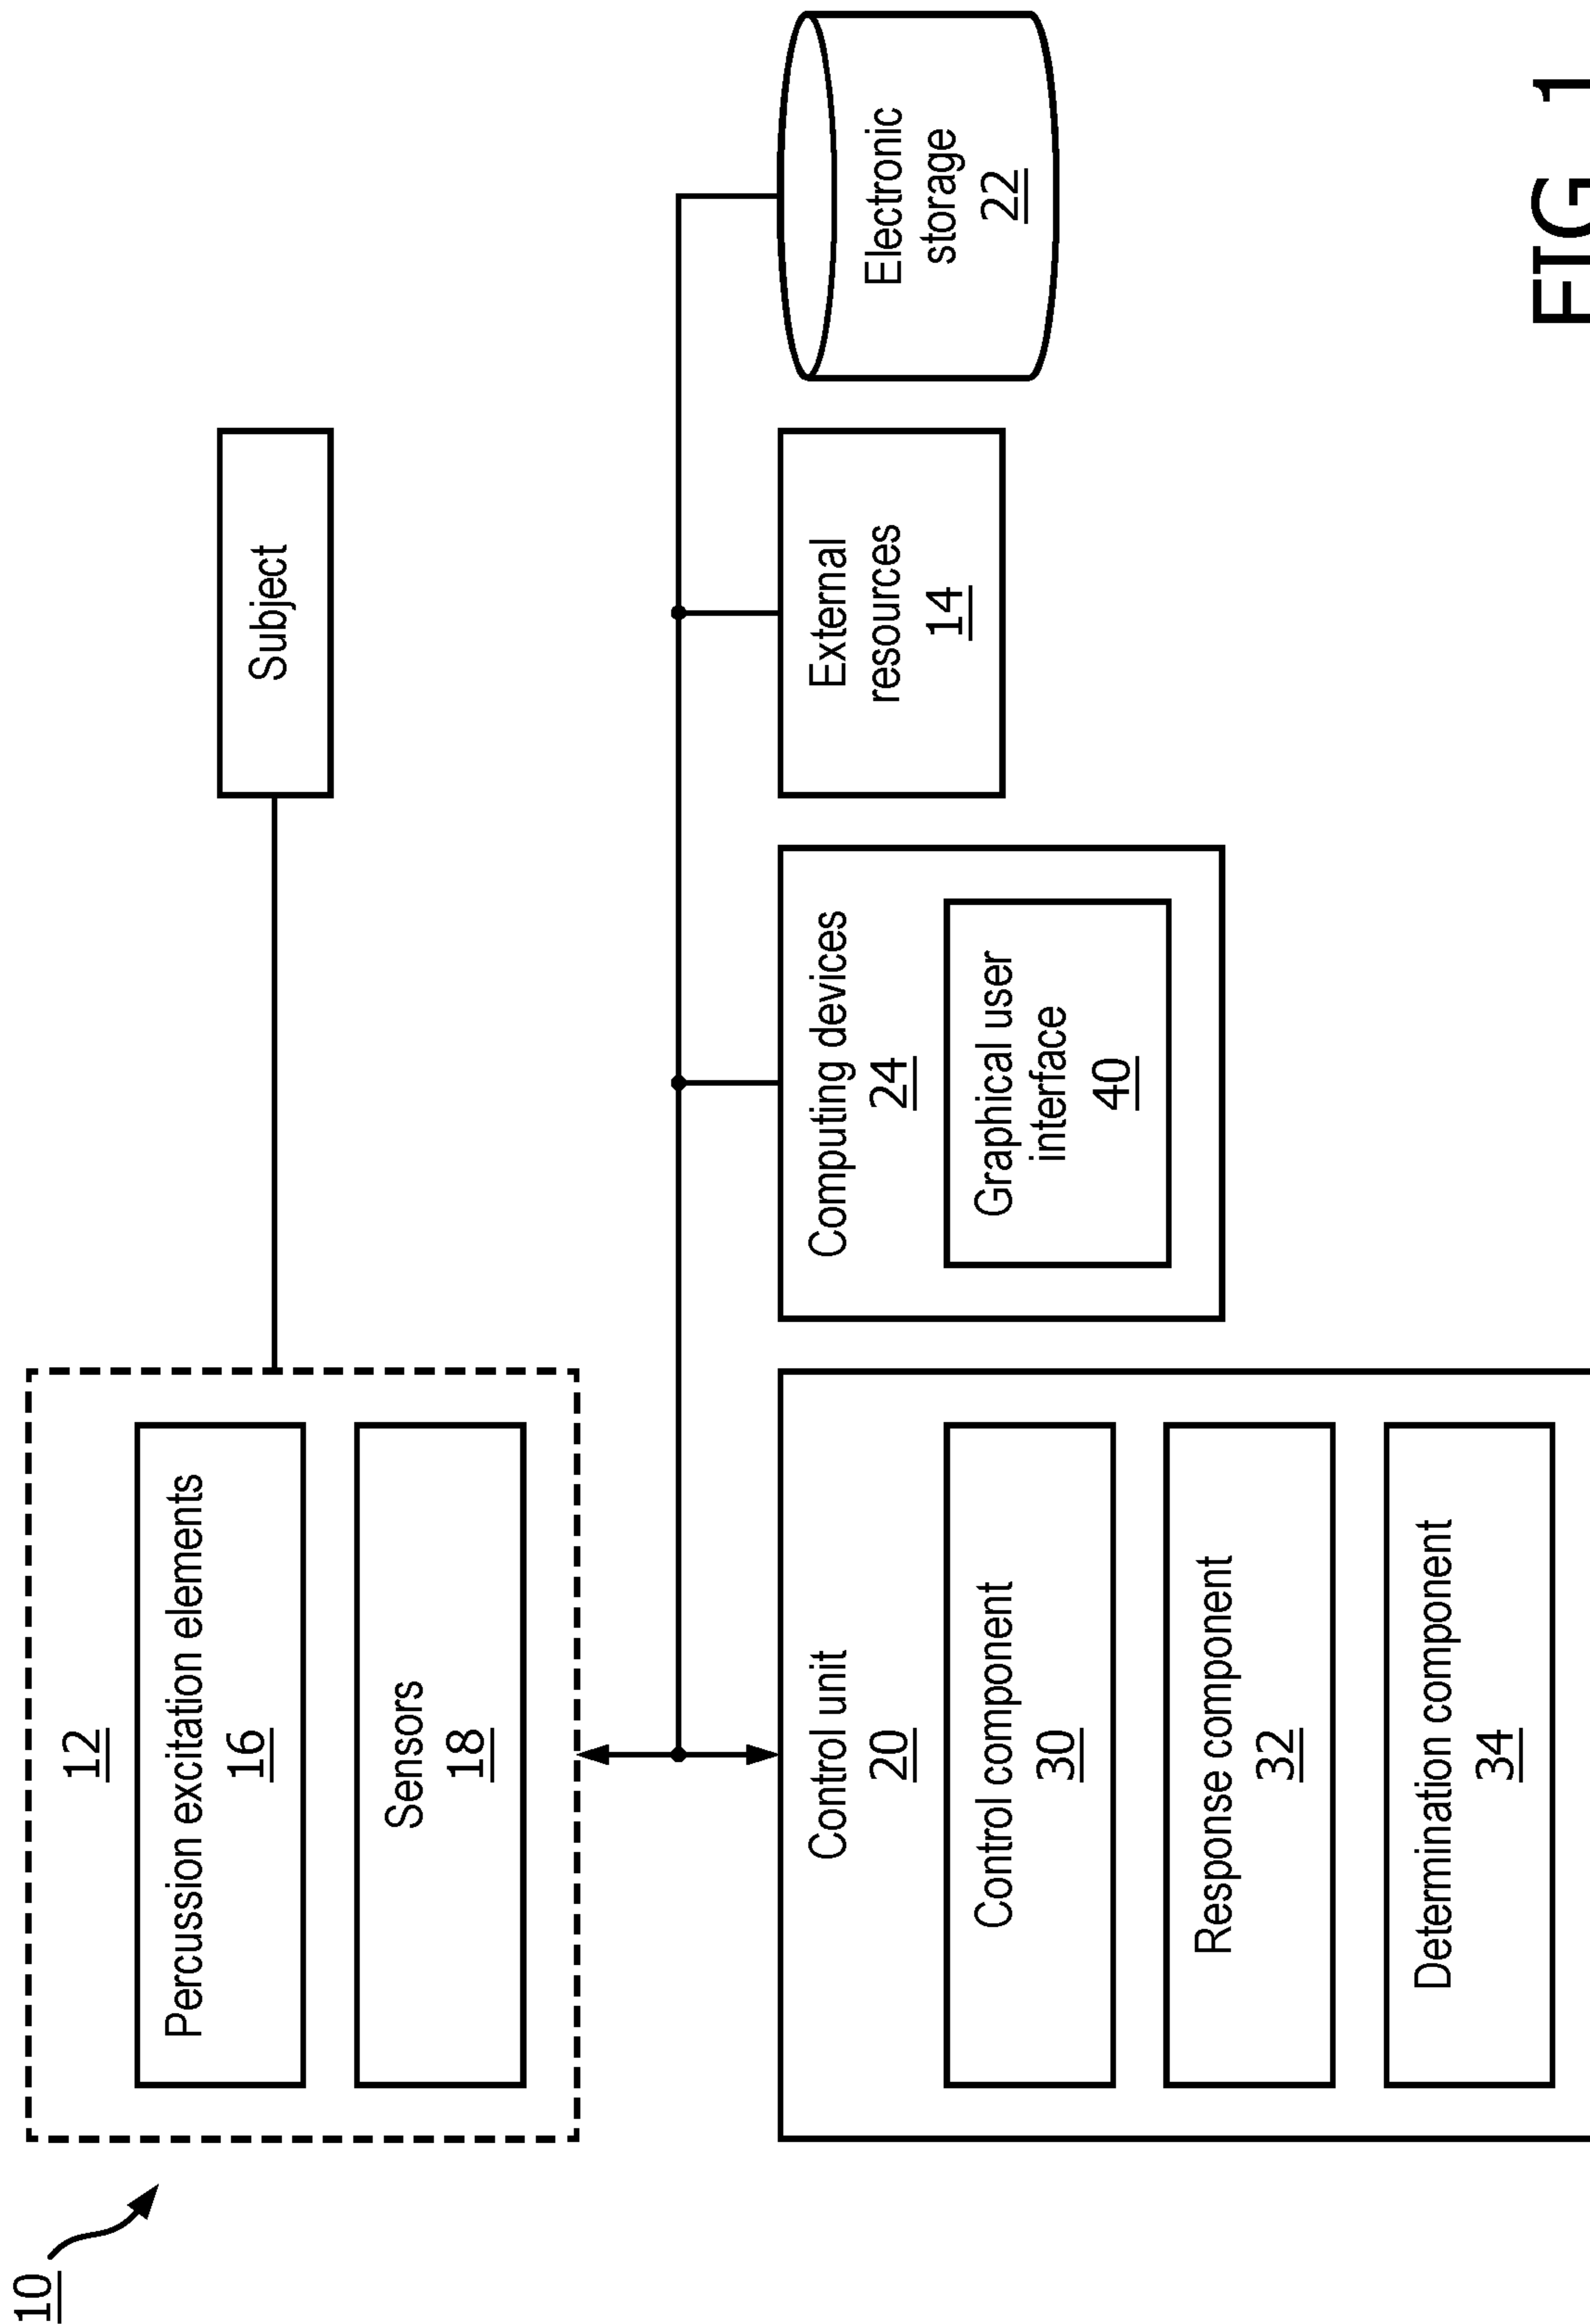 10
12
Percussion excitation elements
16
Sensors
18
Subject
Control unit
20
Control component
30
Response component
32
Determination component
34
Computing devices
24
Graphical user
interface
40
External
resources
14
Electronic
storage
22
FIG. 1